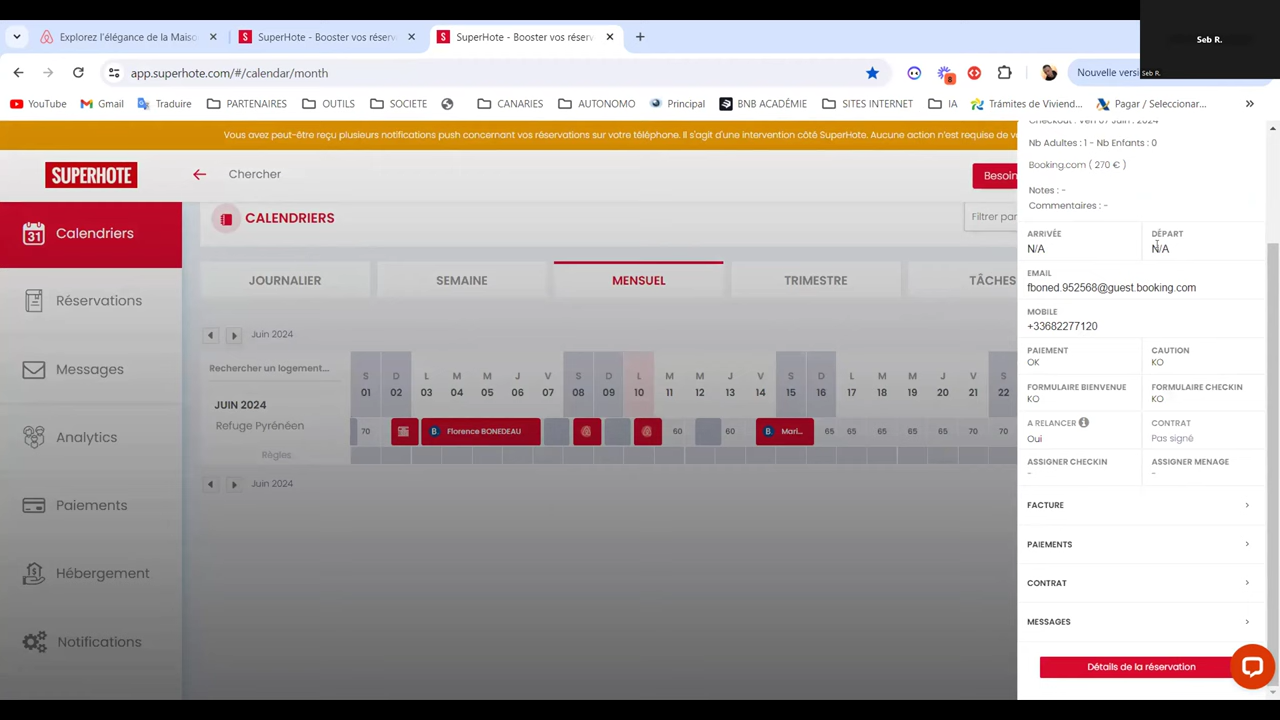 Explorez l'élégance de la Maiso
SuperHote - Booster vos réserv
SuperHote - Booster vos réserv
Seb R.
Seb R.
app.superhote.com/#/calendar/month
8
Nouvelle versi
YouTube
Gmail
Traduire
PARTENAIRES
OUTILS
SOCIETE
CANARIES
AUTONOMO
Principal
BNB ACADÉMIE
SITES INTERNET
IA
Trámites de Viviend...
Pagar / Seleccionar...
Vous avez peut-être reçu plusieurs notifications push concernant vos réservations sur votre téléphone. Il s'agit d'une intervention côté SuperHote. Aucune action n'est requise de v
SUPERHOTE
Chercher
Besoin
31
Calendriers
Réservations
Messages
Analytics
Paiements
Hébergement
Notifications
CALENDRIERS
Filtrer par
JOURNALIER
SEMAINE
MENSUEL
TRIMESTRE
TÂCHES
Juin 2024
Rechercher un logement...
S D L M M J V S D L M M J V S D L M M J V S
01 02 03 04 05 06 07 08 09 10 11 12 13 14 15 16 17 18 19 20 21 22
JUIN 2024
Refuge Pyrénéen
70
B. Florence BONEDEAU
60
60
B. Mari...
65 65 65 65 65 70 70
Règles
Juin 2024
Checkout : Ven 07 Juin : 2024
Nb Adultes : 1 - Nb Enfants : 0
Booking.com ( 270 € )
Notes : -
Commentaires : -
ARRIVÉE
N/A
DÉPART
N/A
EMAIL
fboned.952568@guest.booking.com
MOBILE
+33682277120
PAIEMENT
OK
CAUTION
KO
FORMULAIRE BIENVENUE
KO
FORMULAIRE CHECKIN
KO
A RELANCER
Oui
CONTRAT
Pas signé
ASSIGNER CHECKIN
-
ASSIGNER MENAGE
-
FACTURE
PAIEMENTS
CONTRAT
MESSAGES
Détails de la réservation